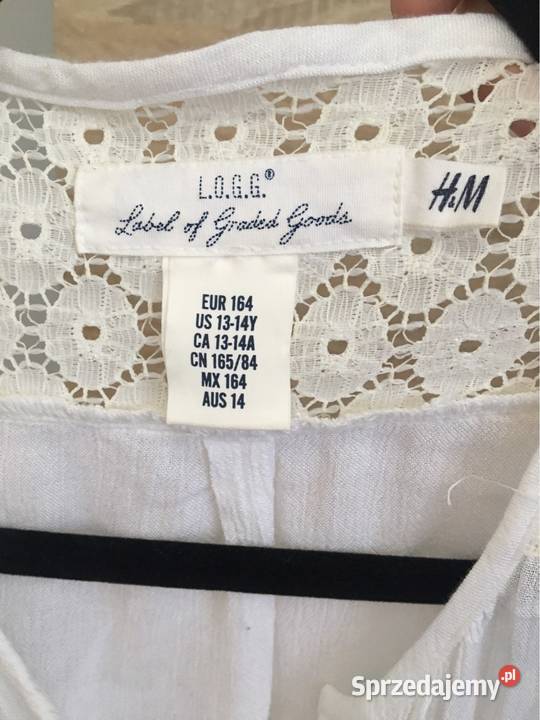 L.O.G.G.®
Label of Graded Goods
H&M
EUR 164
US 13-14Y
CA 13-14A
CN 165/84
MX 164
AUS 14
Sprzedajemy.pl